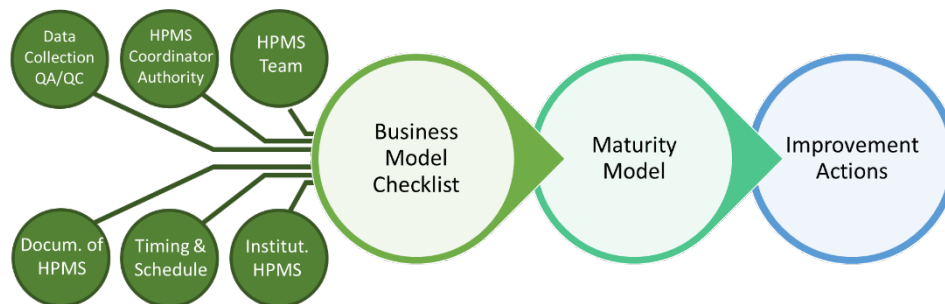 Data
Collection
QA/QC
HPMS
Coordinator
Authority
HPMS
Team
Business
Model
Checklist
Maturity
Model
Improvement
Actions
Docum. of
HPMS
Timing &
Schedule
Institut.
HPMS